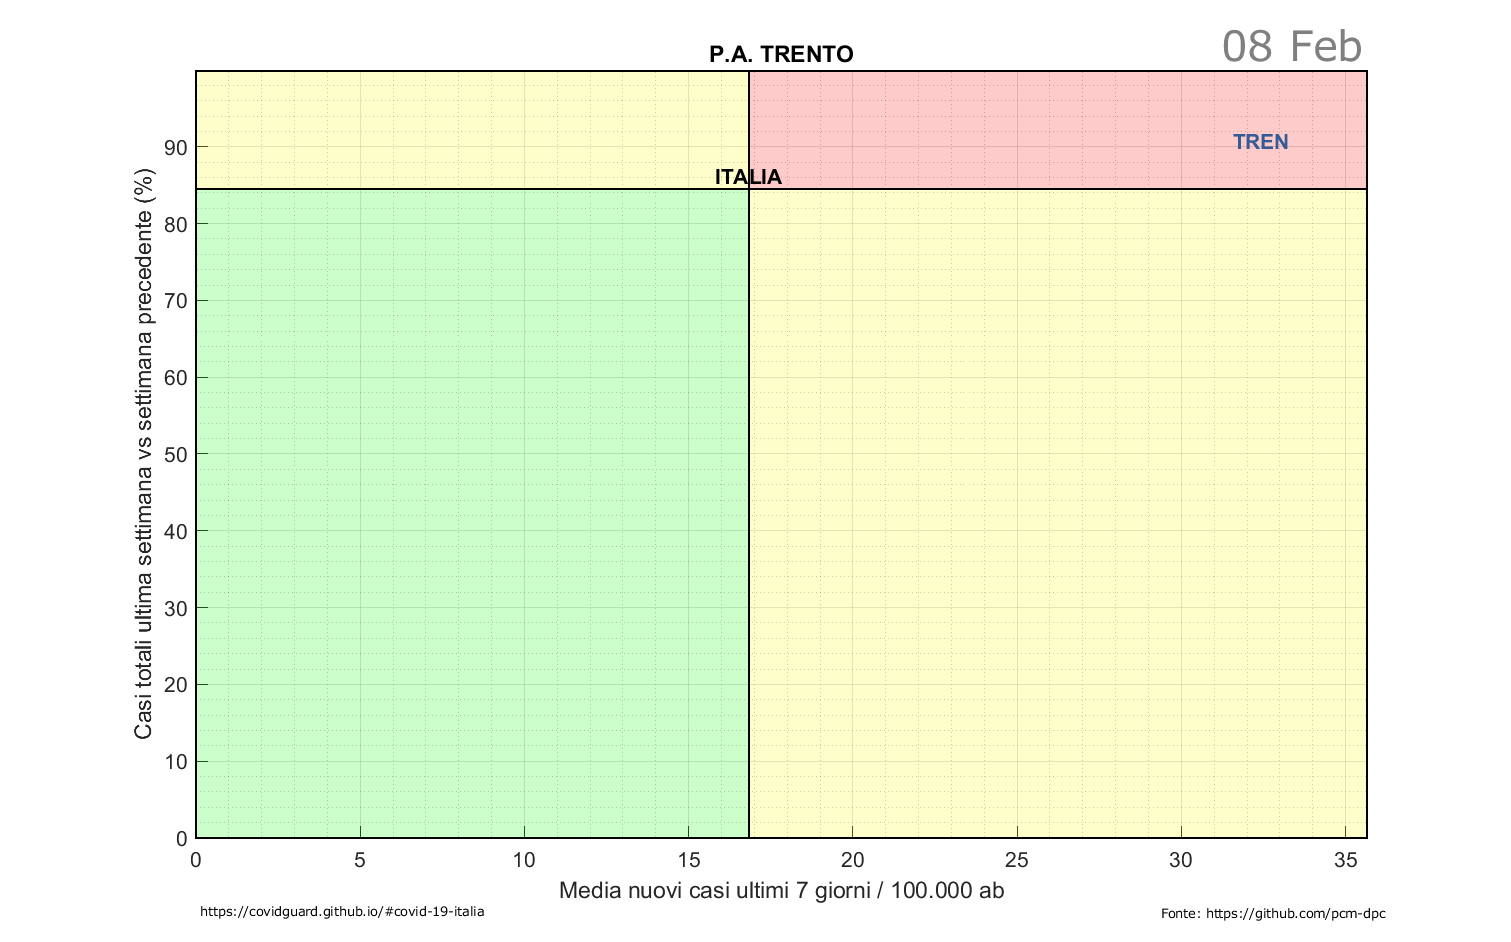 08 Feb
P.A. TRENTO
TREN
ITALIA
90
80
70
60
50
40
30
20
10
0
Casi totali ultima settimana vs settimana precedente (%)
0 5 10 15 20 25 30 35
Media nuovi casi ultimi 7 giorni / 100.000 ab
https://covidguard.github.io/#covid-19-italia
Fonte: https://github.com/pcm-dpc